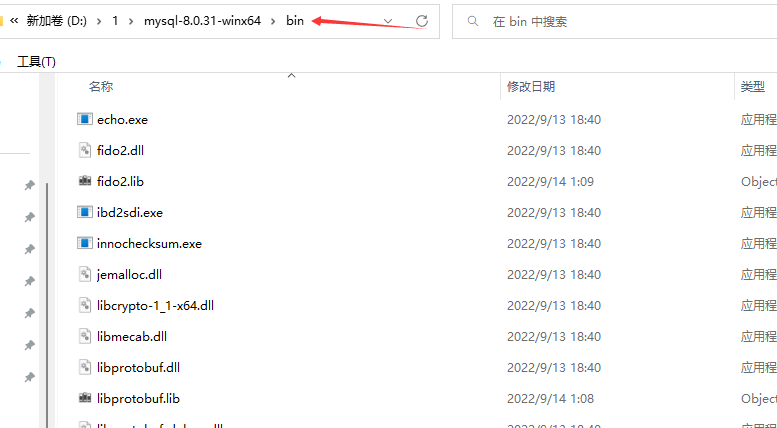 « 新加卷 (D:) › 1 › mysql-8.0.31-winx64 › bin
在 bin 中搜索
工具(T)
名称 修改日期 类型
echo.exe 2022/9/13 18:40 应用程
fido2.dll 2022/9/13 18:40 应用程
fido2.lib 2022/9/14 1:09 Object
ibd2sdi.exe 2022/9/13 18:40 应用程
innochecksum.exe 2022/9/13 18:40 应用程
jemalloc.dll 2022/9/13 18:40 应用程
libcrypto-1_1-x64.dll 2022/9/13 18:40 应用程
libmecab.dll 2022/9/13 18:40 应用程
libprotobuf.dll 2022/9/13 18:40 应用程
libprotobuf.lib 2022/9/14 1:08 Object